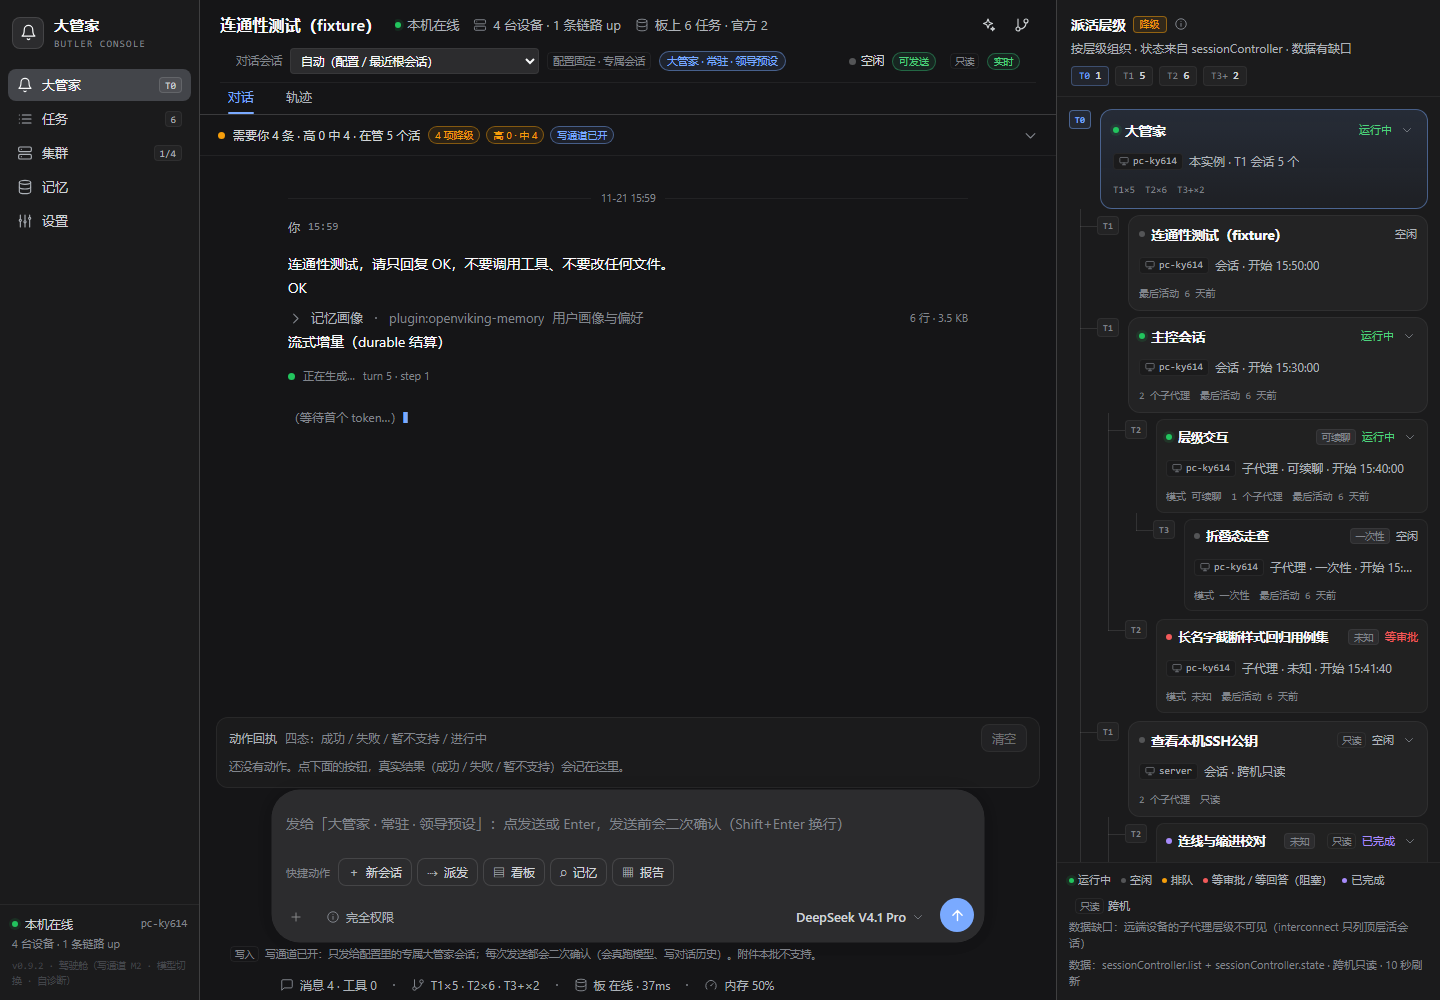 大管家
BUTLER CONSOLE
大管家 T0
任务 6
集群 1/4
记忆
设置
本机在线 pc-ky614
4 台设备 · 1 条链路 up
v0.9.2 · 驾驶舱（写通道 M2 · 模型切换 · 自诊断）
连通性测试（fixture） 本机在线 4 台设备 · 1 条链路 up 板上 6 任务 · 官方 2
对话会话 自动（配置 / 最近根会话） 配置固定 · 专属会话 大管家 · 常驻 · 领导预设 空闲 可发送 只读 实时
对话 轨迹
需要你 4 条 · 高 0 中 4 · 在管 5 个活 4 项降级 高 0 · 中 4 写通道已开
11-21 15:59
你 15:59
连通性测试，请只回复 OK，不要调用工具、不要改任何文件。
OK
记忆画像 · plugin:openviking-memory 用户画像与偏好 6 行 · 3.5 KB
流式增量（durable 结算）
正在生成... turn 5 · step 1
（等待首个 token...）
动作回执 四态：成功 / 失败 / 暂不支持 / 进行中 清空
还没有动作。点下面的按钮，真实结果（成功 / 失败 / 暂不支持）会记在这里。
发给「大管家 · 常驻 · 领导预设」：点发送或 Enter，发送前会二次确认（Shift+Enter 换行）
快捷动作 + 新会话 派发 看板 记忆 报告
+ 完全权限 DeepSeek V4.1 Pro
写入 写通道已开：只发给配置里的专属大管家会话；每次发送都会二次确认（会真跑模型、写对话历史）。附件本批不支持。
消息 4 · 工具 0 · T1×5 · T2×6 · T3+×2 · 板 在线 · 37ms · 内存 50%
派活层级 降级
按层级组织 · 状态来自 sessionController · 数据有缺口
T0 1 T1 5 T2 6 T3+ 2
T0 大管家 运行中
pc-ky614 本实例 · T1 会话 5 个
T1×5 T2×6 T3+×2
T1 连通性测试（fixture） 空闲
pc-ky614 会话 · 开始 15:50:00
最后活动 6 天前
T1 主控会话 运行中
pc-ky614 会话 · 开始 15:30:00
2 个子代理 最后活动 6 天前
T2 层级交互 可续聊 运行中
pc-ky614 子代理 · 可续聊 · 开始 15:40:00
模式 可续聊 1 个子代理 最后活动 6 天前
T3 折叠态走查 一次性 空闲
pc-ky614 子代理 · 一次性 · 开始 15:...
模式 一次性 最后活动 6 天前
T2 长名字截断样式回归用例集 未知 等审批
pc-ky614 子代理 · 未知 · 开始 15:41:40
模式 未知 最后活动 6 天前
T1 查看本机SSH公钥 只读 空闲
server 会话 · 跨机只读
2 个子代理 只读
T2 连线与缩进校对 未知 只读 已完成
运行中 空闲 排队 等审批 / 等回答（阻塞） 已完成
只读 跨机
数据缺口：远端设备的子代理层级不可见（interconnect 只列顶层活会话）
数据：sessionController.list + sessionController.state · 跨机只读 · 10 秒刷新